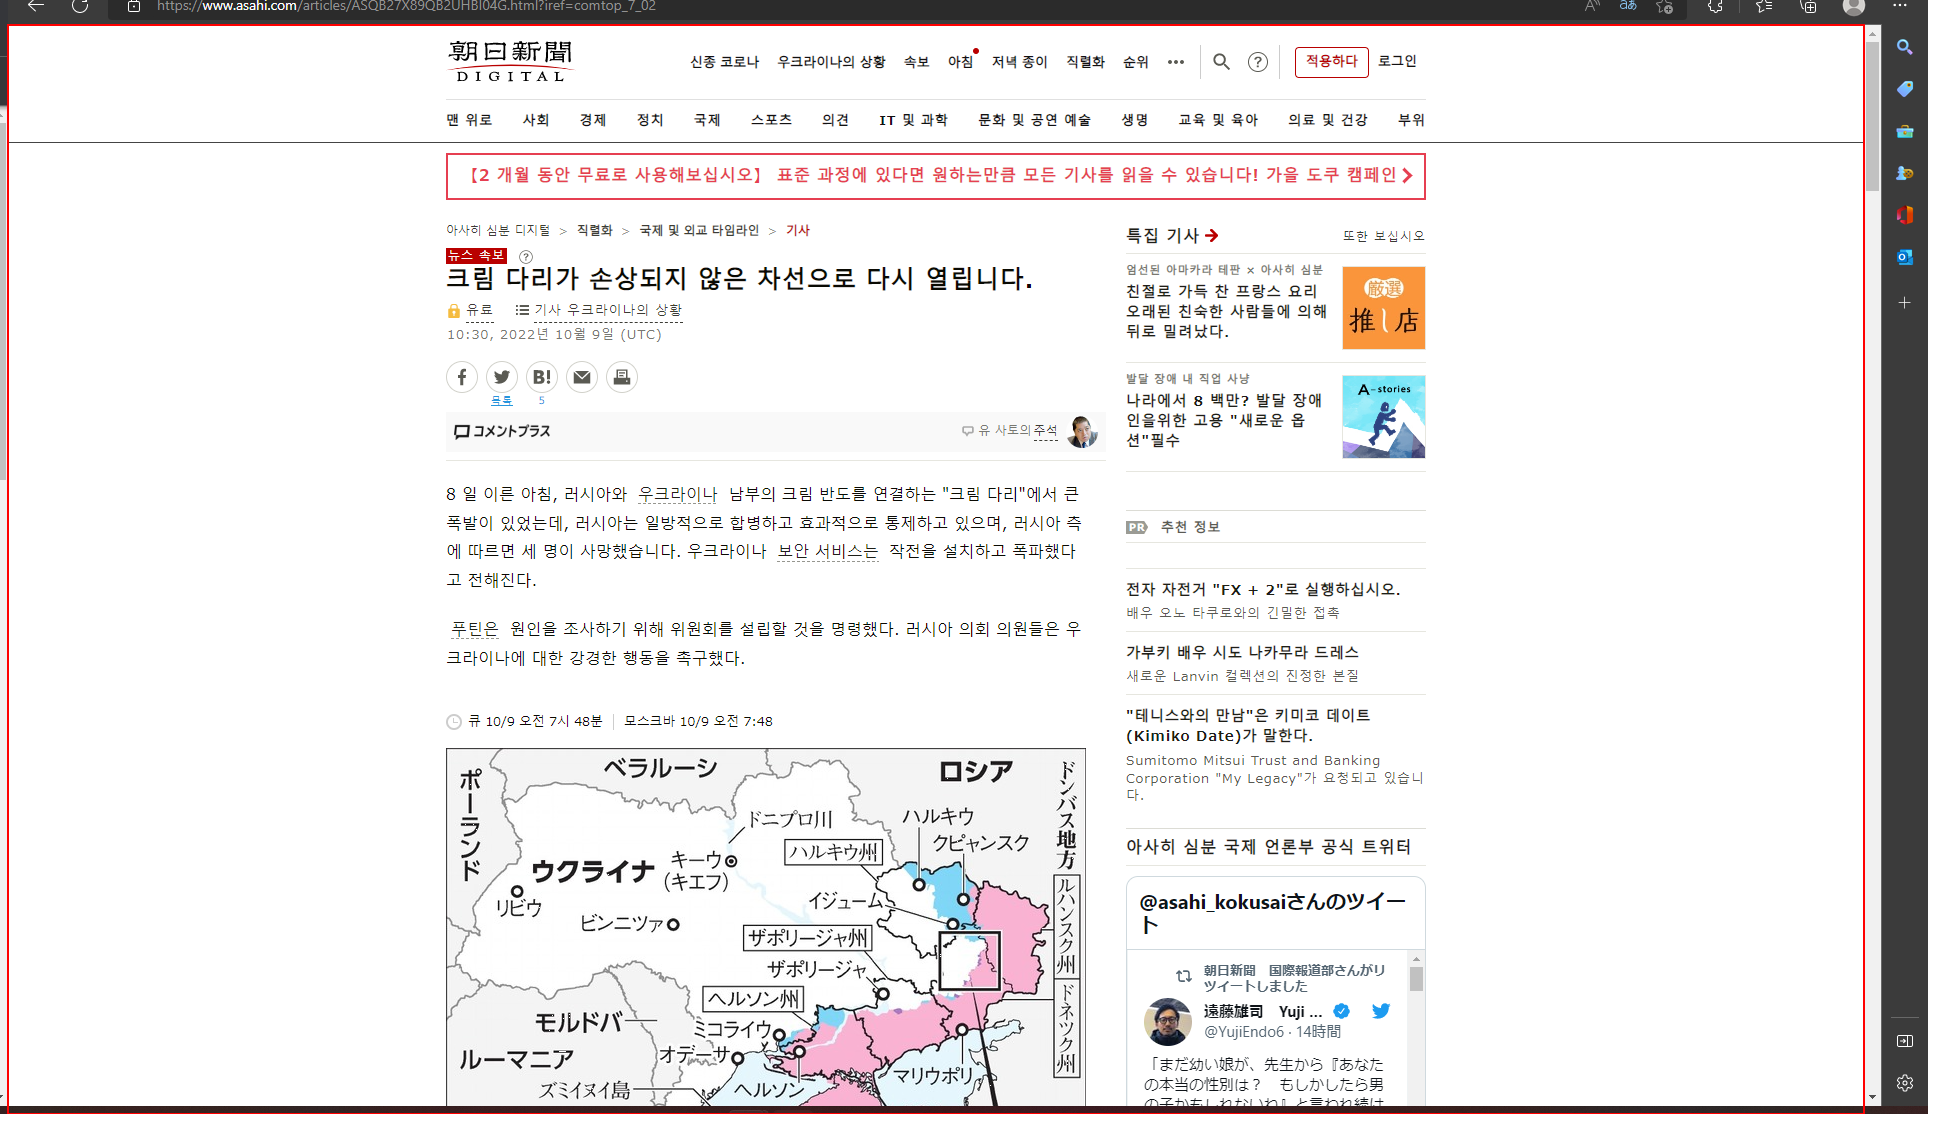 https://www.asahi.com/articles/ASQB27X89QB2UHBI04G.html?iref=comtop_7_02
朝日新聞
DIGITAL
신종 코로나 우크라이나의 상황 속보 아침 저녁 종이 직렬화 순위
적용하다 로그인
맨 위로 사회 경제 정치 국제 스포츠 의견 IT 및 과학 문화 및 공연 예술 생명 교육 및 육아 의료 및 건강 부위
【2 개월 동안 무료로 사용해보십시오】 표준 과정에 있다면 원하는만큼 모든 기사를 읽을 수 있습니다! 가을 도쿠 캠페인
아사히 심분 디지털 > 직렬화 > 국제 및 외교 타임라인 > 기사
뉴스 속보
크림 다리가 손상되지 않은 차선으로 다시 열립니다.
유료 기사 우크라이나의 상황
10:30, 2022년 10월 9일 (UTC)
B!
목록 5
コメントプラス
유 사토의 주석
8 일 이른 아침, 러시아와 우크라이나 남부의 크림 반도를 연결하는 "크림 다리"에서 큰
폭발이 있었는데, 러시아는 일방적으로 합병하고 효과적으로 통제하고 있으며, 러시아 측
에 따르면 세 명이 사망했습니다. 우크라이나 보안 서비스는 작전을 설치하고 폭파했다
고 전해진다.
푸틴은 원인을 조사하기 위해 위원회를 설립할 것을 명령했다. 러시아 의회 의원들은 우
크라이나에 대한 강경한 행동을 촉구했다.
큐 10/9 오전 7시 48분 모스크바 10/9 오전 7:48
ポーランド
ベラルーシ
ロシア
ドンバス地方
ドニプロ川
ハルキウ
クピャンスク
ハルキウ州
キーウ
(キエフ)
ウクライナ
リビウ
ビンニツァ
イジューム
ルハンスク州
ザポリージャ州
ザポリージャ
ヘルソン州
ドネツク州
モルドバ
ミコライウ
ルーマニア
オデーサ
ズミイヌイ島
ヘルソン
マリウポリ
특집 기사
또한 보십시오
엄선된 아마카라 테판 × 아사히 심분
친절로 가득 찬 프랑스 요리
오래된 친숙한 사람들에 의해
뒤로 밀려났다.
厳選
推し店
발달 장애 내 직업 사냥
나라에서 8 백만? 발달 장애
인을위한 고용 "새로운 옵
션"필수
A-stories
PR 추천 정보
전자 자전거 "FX + 2"로 실행하십시오.
배우 오노 타쿠로와의 긴밀한 접촉
가부키 배우 시도 나카무라 드레스
새로운 Lanvin 컬렉션의 진정한 본질
"테니스와의 만남"은 키미코 데이트
(Kimiko Date)가 말한다.
Sumitomo Mitsui Trust and Banking
Corporation "My Legacy"가 요청되고 있습니
다.
아사히 심분 국제 언론부 공식 트위터
@asahi_kokusaiさんのツイー
ト
朝日新聞 国際報道部さんがリ
ツイートしました
遠藤雄司 Yuji ...
@YujiEndo6 · 14時間
「まだ幼い娘が、先生から『あなた
の本当の性別は？ もしかしたら男
の子かもしれないね』と言われ続け